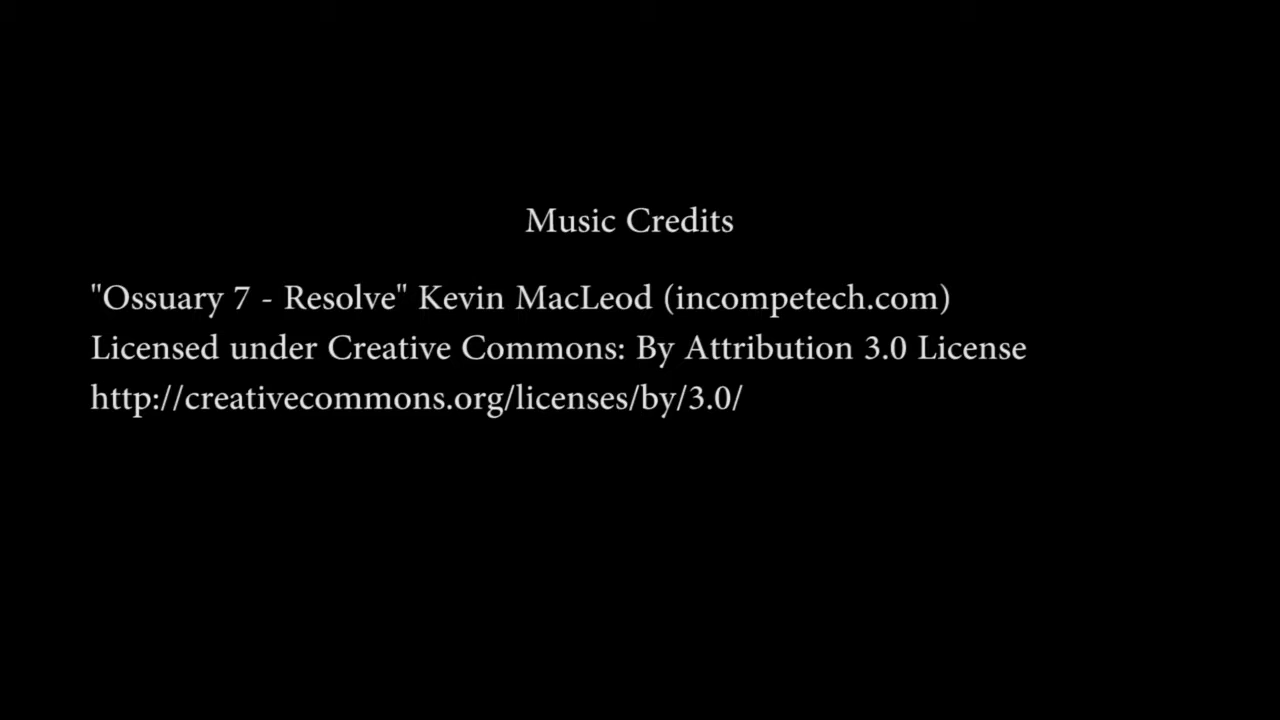 Music Credits
"Ossuary 7 - Resolve" Kevin MacLeod (incompetech.com)
Licensed under Creative Commons: By Attribution 3.0 License
http://creativecommons.org/licenses/by/3.0/